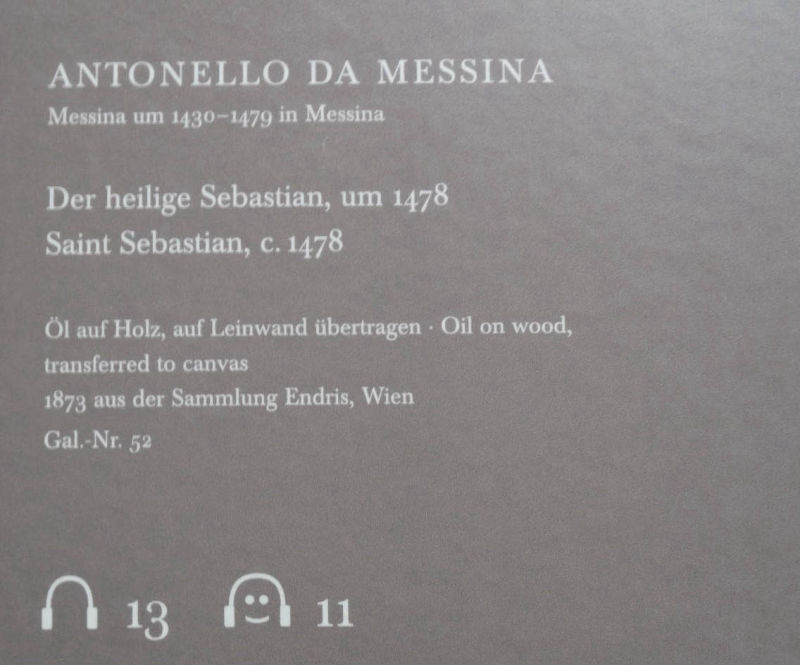 ANTONELLO DA MESSINA
Messina um 1430–1479 in Messina
Der heilige Sebastian, um 1478
Saint Sebastian, c. 1478
Öl auf Holz, auf Leinwand übertragen · Oil on wood,
transferred to canvas
1873 aus der Sammlung Endris, Wien
Gal.-Nr. 52
13 11